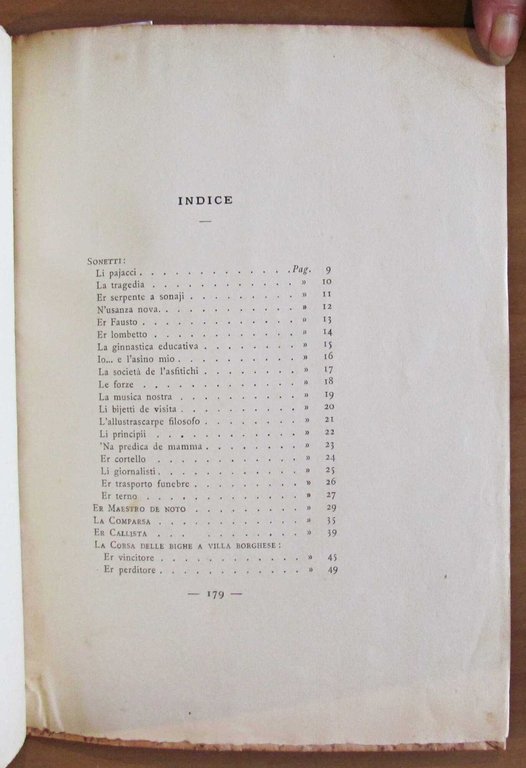 INDICE
SONETTI:
Li pajacci . . . . . . . . . . . . . Pag. 9
La tragedia . . . . . . . . . . . . . » 10
Er serpente a sonaji . . . . . . . . . » 11
N'usanza nova. . . . . . . . . . . . » 12
Er Fausto . . . . . . . . . . . . . » 13
Er lombetto . . . . . . . . . . . . » 14
La ginnastica educativa . . . . . . . . » 15
Io... e l'asino mio . . . . . . . . . . » 16
La società de l'asfitichi . . . . . . . . » 17
Le forze . . . . . . . . . . . . . » 18
La musica nostra . . . . . . . . . . » 19
Li bijetti de visita . . . . . . . . . . » 20
L'allustrascarpe filosofo . . . . . . . . » 21
Li principii . . . . . . . . . . . . » 22
'Na predica de mamma . . . . . . . . » 23
Er cortello . . . . . . . . . . . . » 24
Li giornalisti . . . . . . . . . . . . » 25
Er trasporto funebre . . . . . . . . . » 26
Er terno . . . . . . . . . . . . . » 27
ER MAESTRO DE NOTO . . . . . . . . . » 29
LA COMPARSA . . . . . . . . . . . . » 35
ER CALLISTA . . . . . . . . . . . . » 39
LA CORSA DELLE BIGHE A VILLA BORGHESE:
Er vincitore . . . . . . . . . . . . » 45
Er perditore . . . . . . . . . . . . » 49
— 179 —